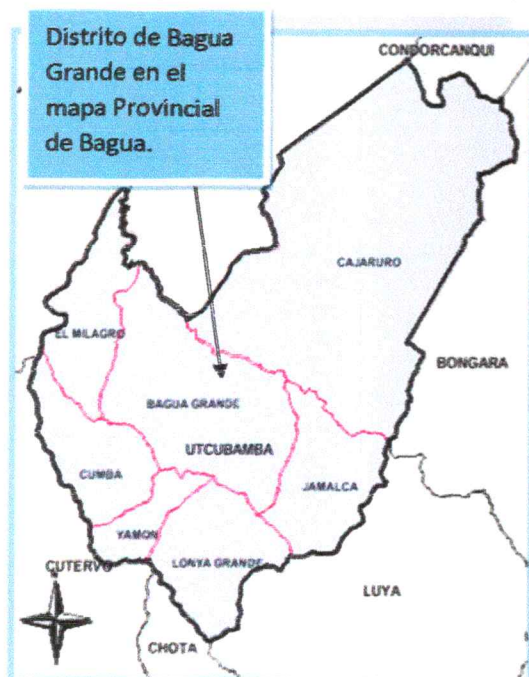 Distrito de Bagua
Grande en el
mapa Provincial
de Bagua.
CONDORCANQUI
CAJARURO
EL MILAGRO
BONGARA
BAGUA GRANDE
UTCUBAMBA
CUMBA
JAMALCA
YAMON
CUTERVO
LONYA GRANDE
LUYA
CHOTA